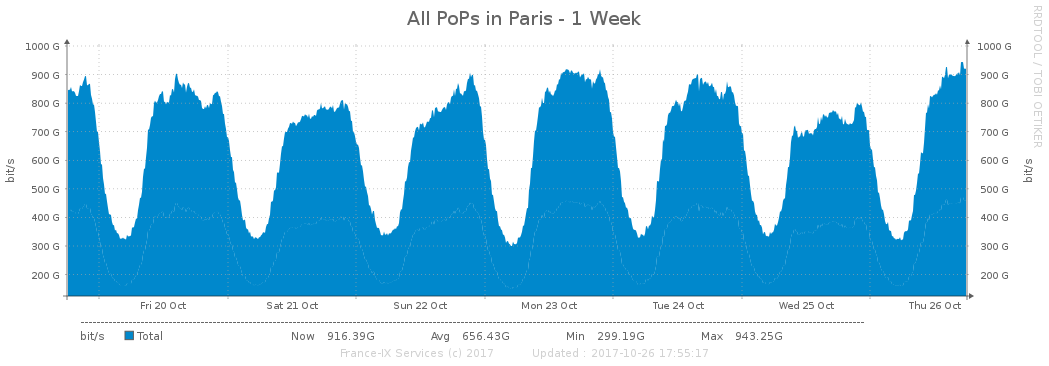 All PoPs in Paris - 1 Week
RRDTOOL / TOBI OETIKER
1000 G 1000 G
900 G 900 G
800 G 800 G
700 G 700 G
600 G 600 G
500 G 500 G
400 G 400 G
300 G 300 G
200 G 200 G
bit/s
bit/s
Fri 20 Oct Sat 21 Oct Sun 22 Oct Mon 23 Oct Tue 24 Oct Wed 25 Oct Thu 26 Oct
bit/s Total Now 916.39G Avg 656.43G Min 299.19G Max 943.25G
France-IX Services (c) 2017 Updated : 2017-10-26 17:55:17